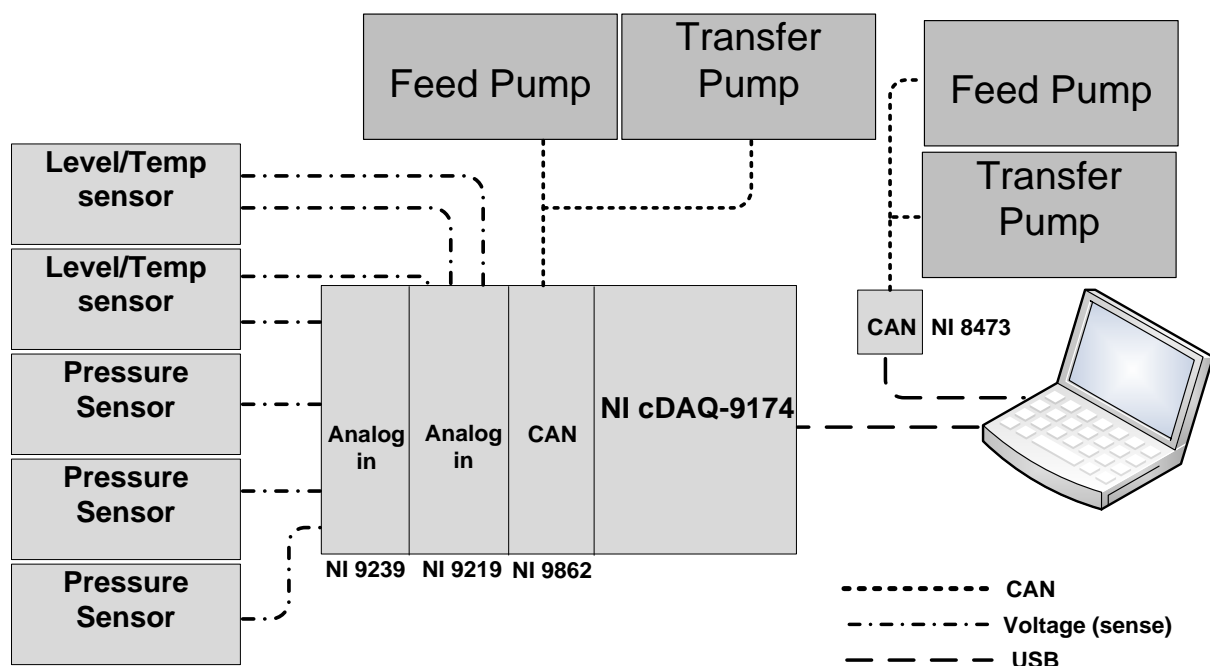 Feed Pump
Transfer
Pump
Feed Pump
Transfer
Pump
Level/Temp
sensor
Level/Temp
sensor
Pressure
Sensor
Pressure
Sensor
Pressure
Sensor
Analog
in
Analog
in
CAN
NI cDAQ-9174
CAN
NI 8473
NI 9239
NI 9219
NI 9862
CAN
Voltage (sense)
USB